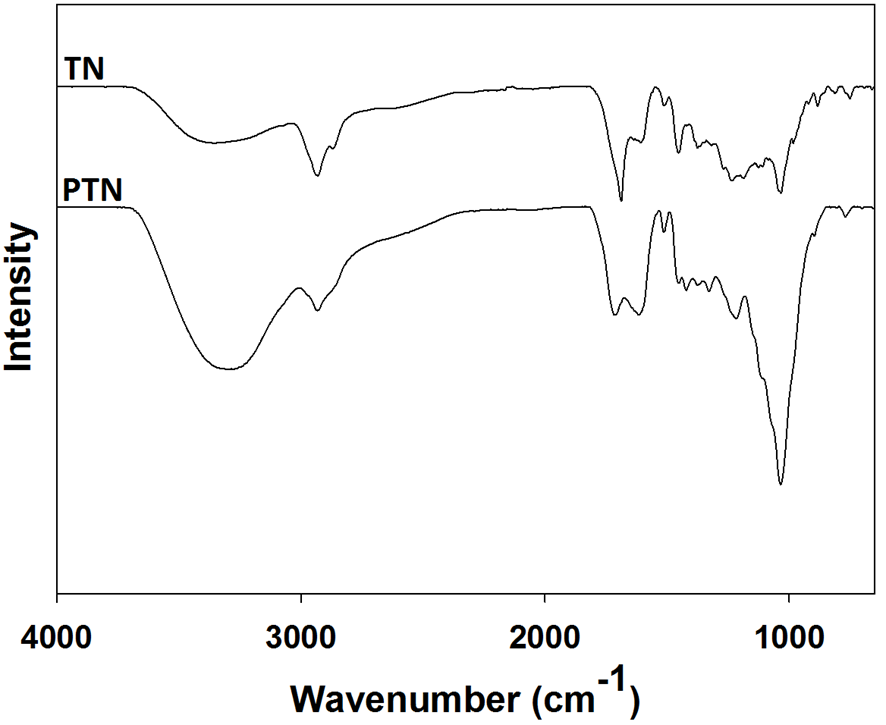 TN
PTN
Intensity
4000 3000 2000 1000
Wavenumber (cm-1)